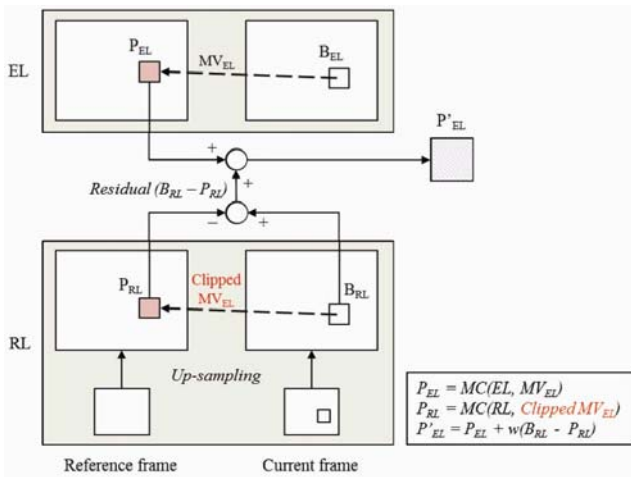 P_EL
B_EL
EL
MV_EL
P'_EL
+
+
Residual (B_RL – P_RL)
–
+
Clipped
MV_EL
P_RL
B_RL
RL
Up-sampling
P_EL = MC(EL, MV_EL)
P_RL = MC(RL, Clipped MV_EL)
P'_EL = P_EL + w(B_RL - P_RL)
Reference frame
Current frame